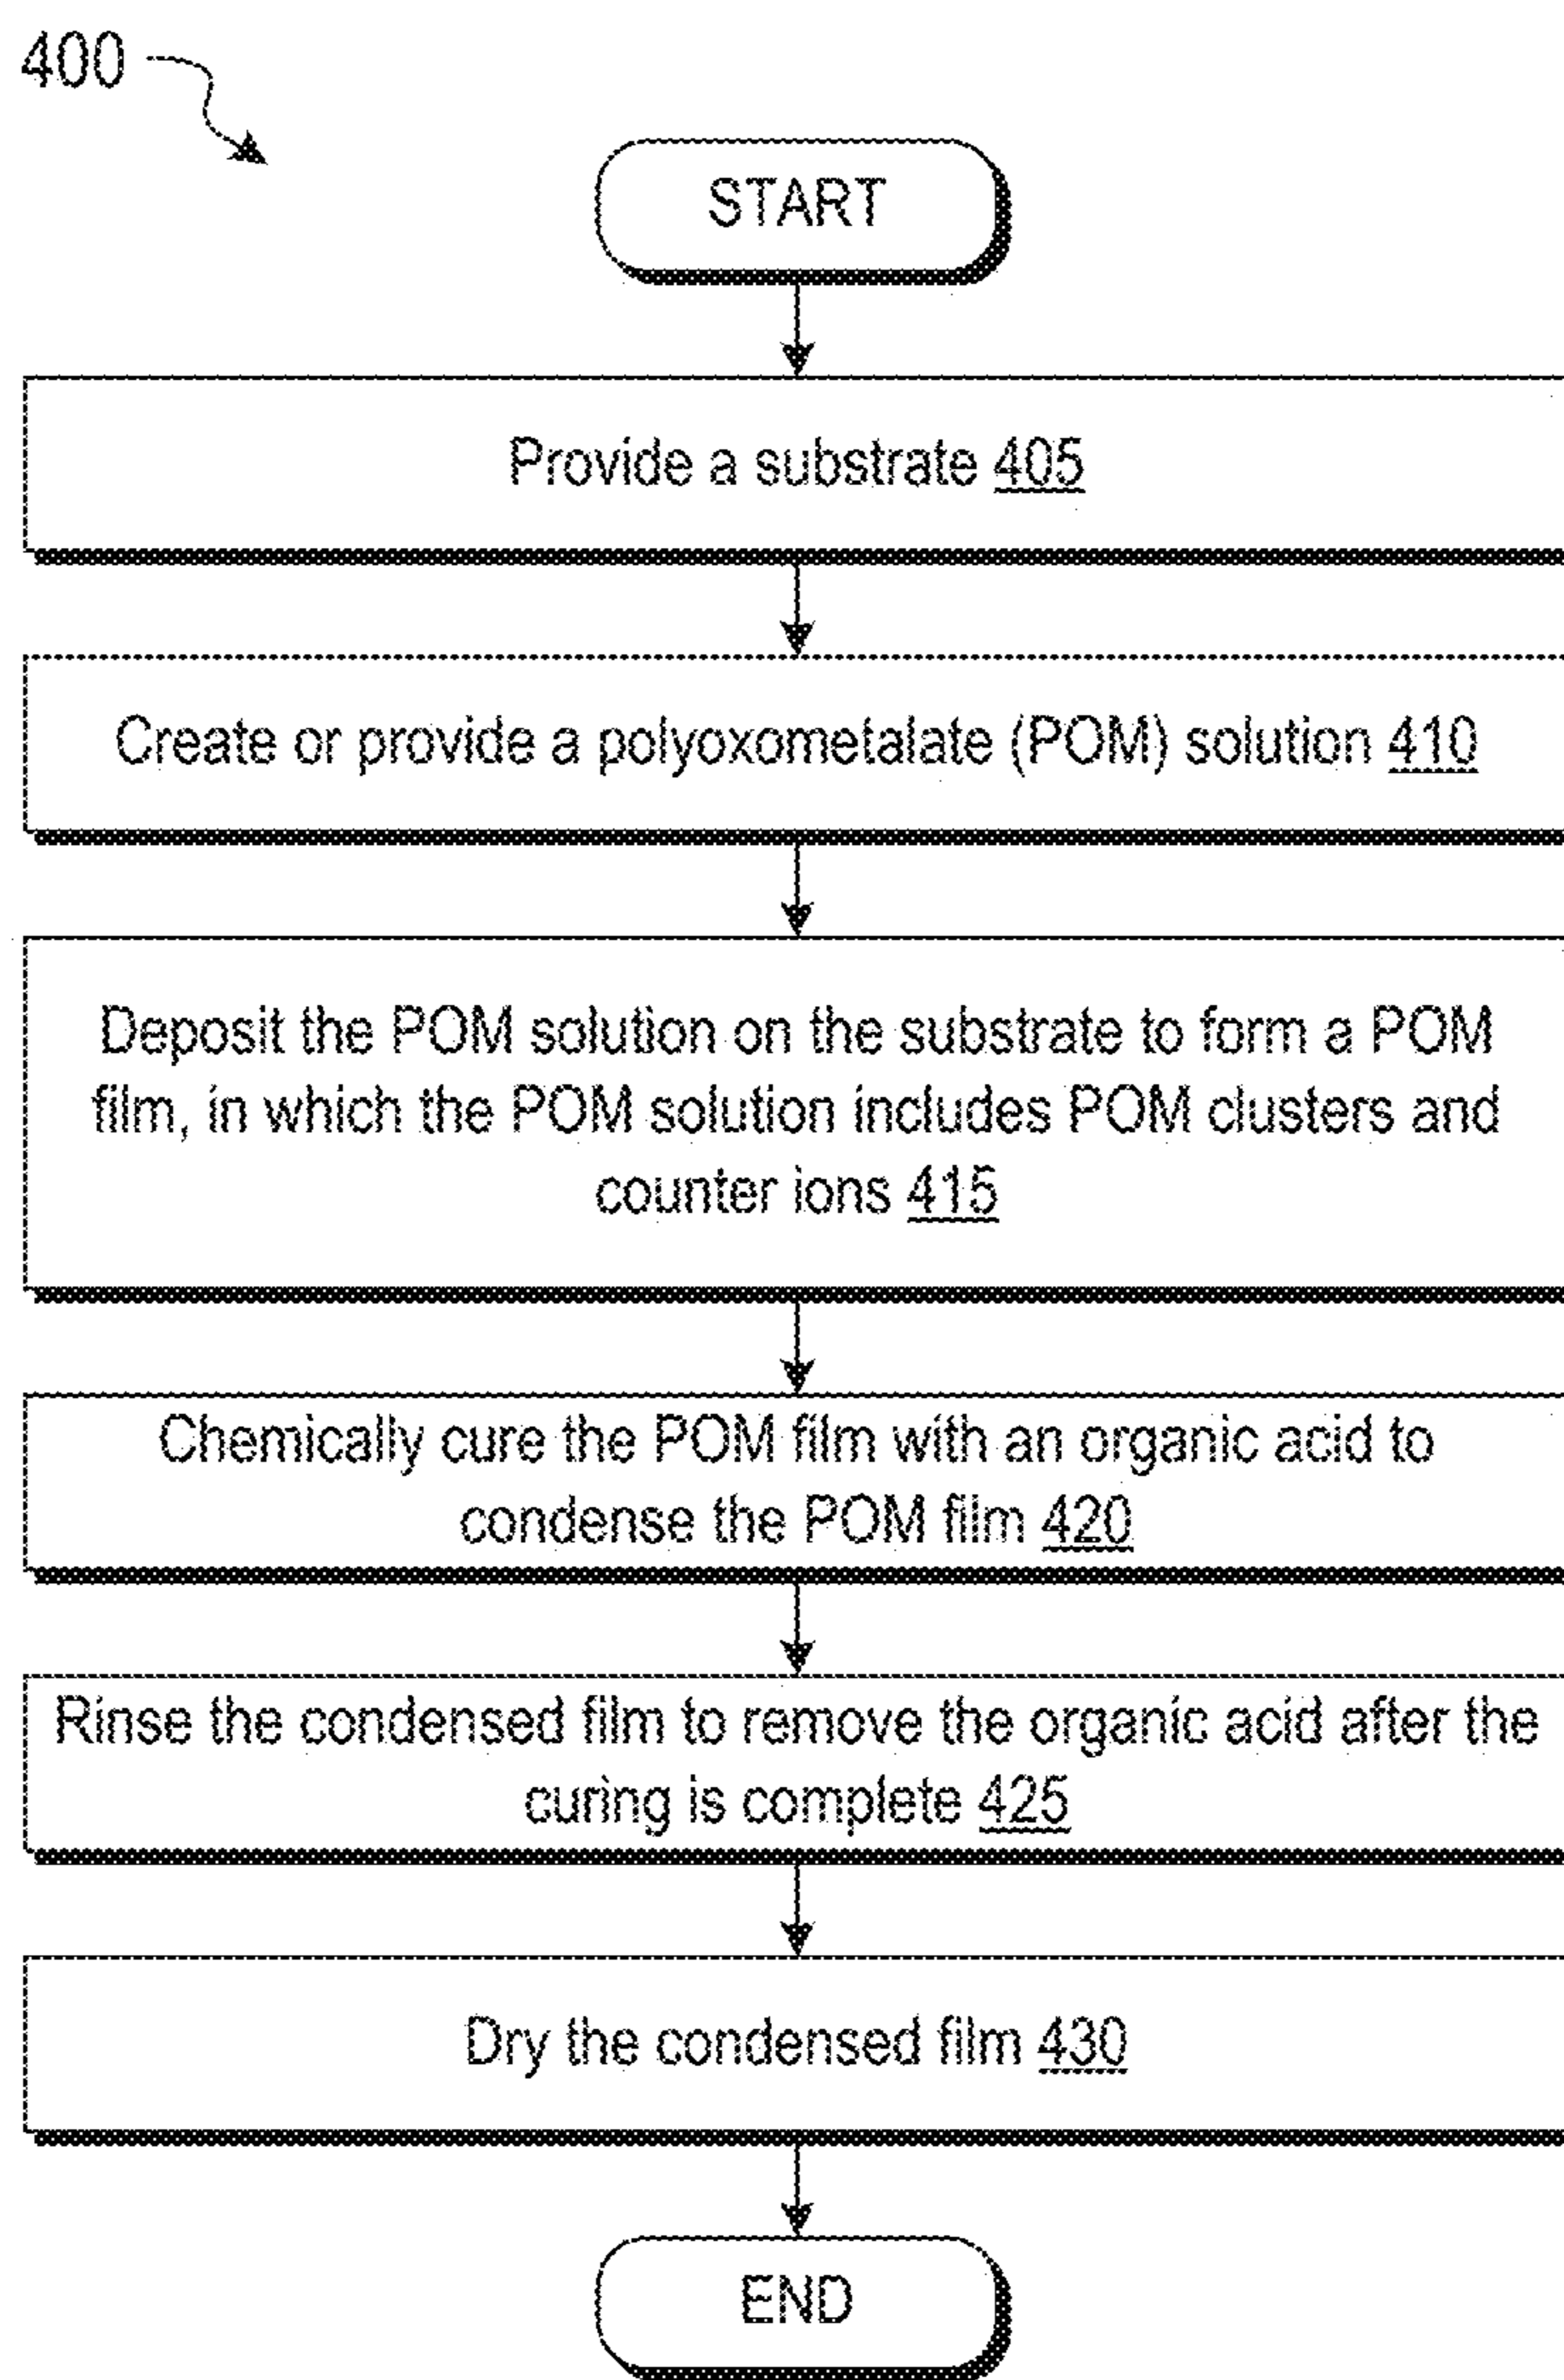 400
START
Provide a substrate 405
Create or provide a polyoxometalate (POM) solution 410
Deposit the POM solution on the substrate to form a POM
film, in which the POM solution includes POM clusters and
counter ions 415
Chemically cure the POM film with an organic acid to
condense the POM film 420
Rinse the condensed film to remove the organic acid after the
curing is complete 425
Dry the condensed film 430
END